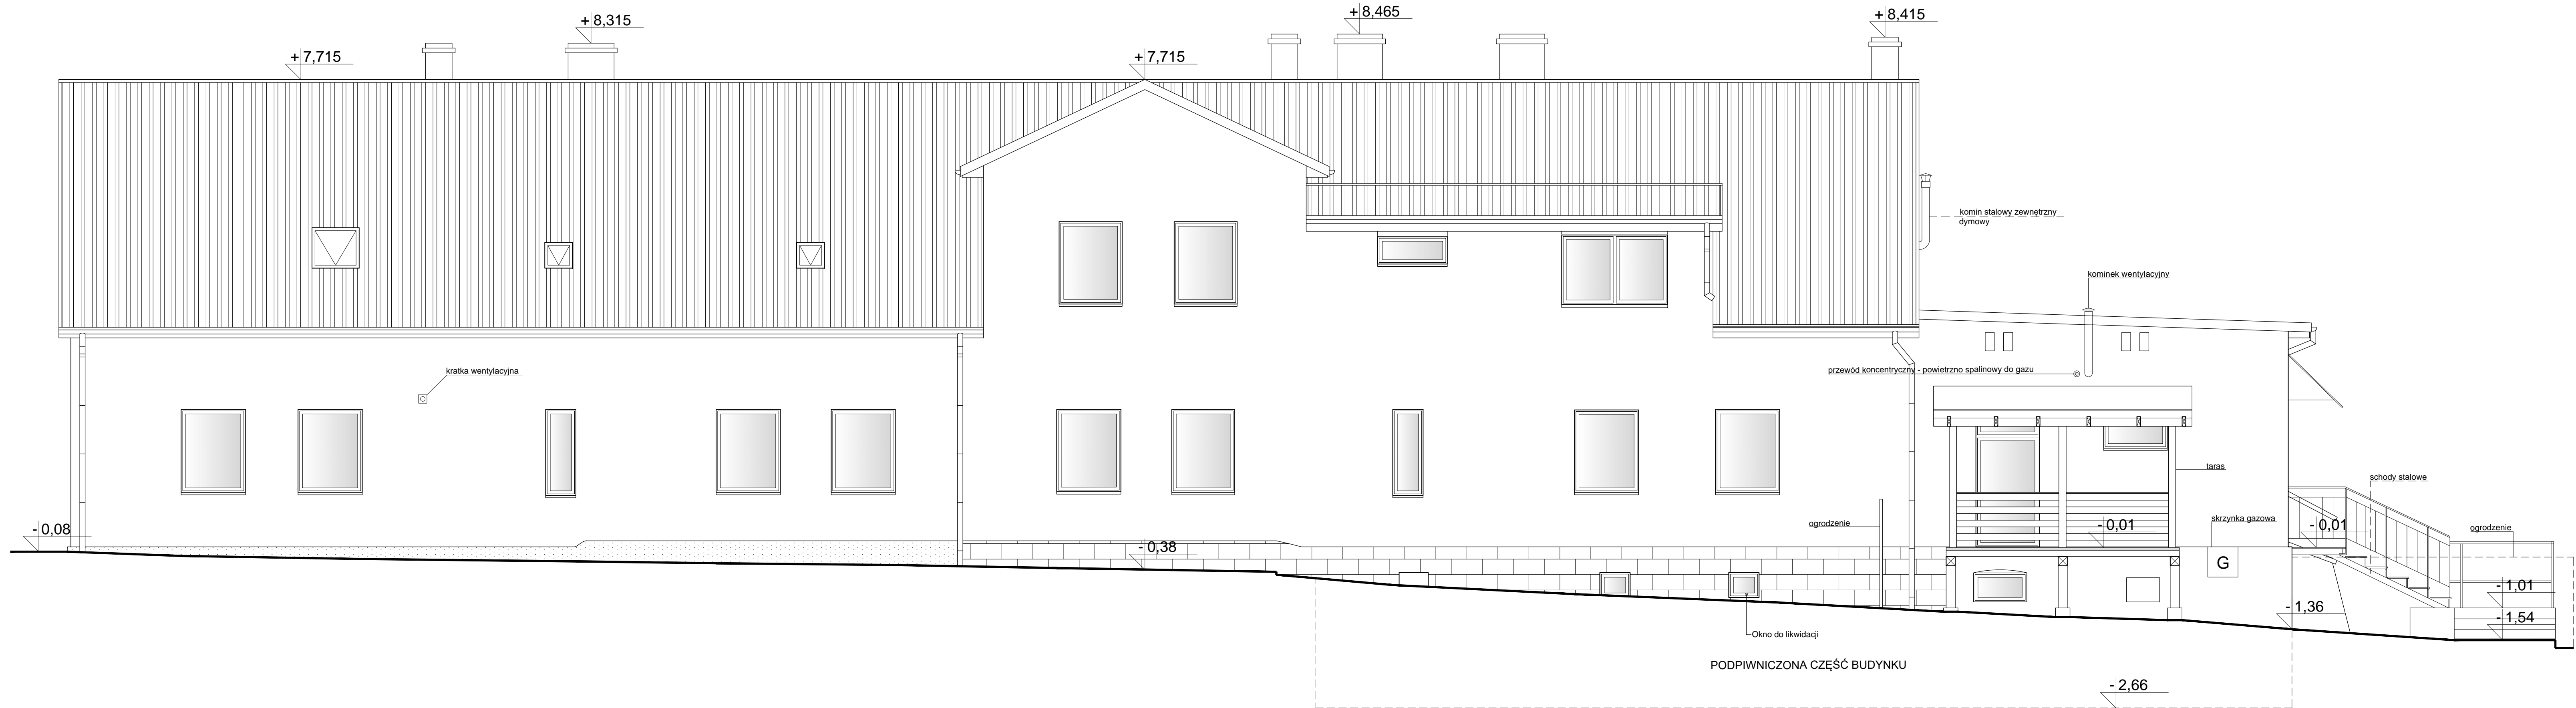 + 8,315
+ 8,465
+ 8,415
+ 7,715
+ 7,715
komin stalowy zewnętrzny
dymowy
kominek wentylacyjny
kratka wentylacyjna
przewód koncentryczny - powietrzno spalinowy do gazu
taras
schody stalowe
- 0,08
ogrodzenie
- 0,01
skrzynka gazowa
- 0,01
ogrodzenie
- 0,38
G
- 1,01
- 1,36
- 1,54
Okno do likwidacji
PODPIWNICZONA CZĘŚĆ BUDYNKU
- 2,66